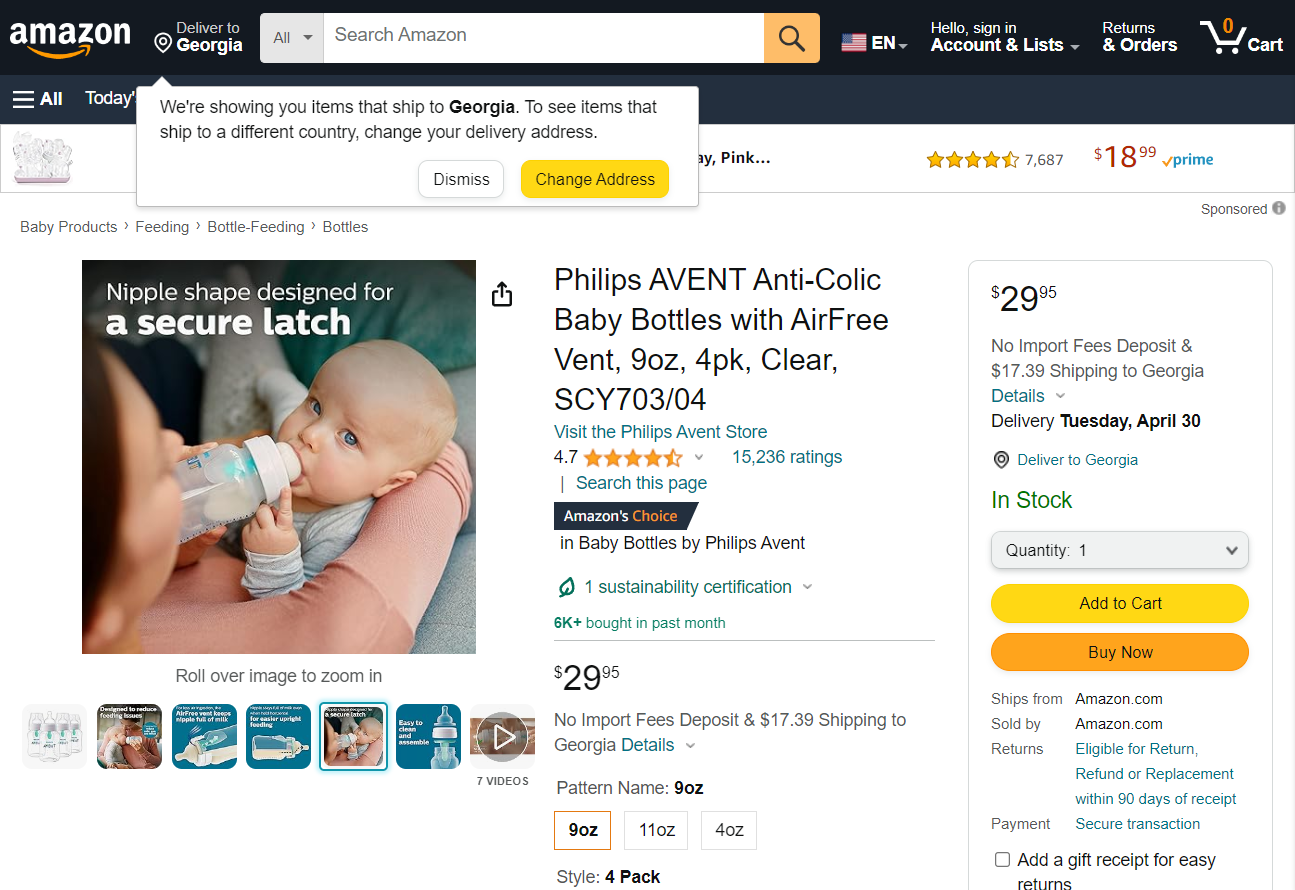 amazon
Deliver to
Georgia
All
Search Amazon
EN
Hello, sign in
Account & Lists
Returns
& Orders
0
Cart
All
Today'
We're showing you items that ship to Georgia. To see items that
ship to a different country, change your delivery address.
Dismiss
Change Address
ay, Pink...
7,687
$18 99
prime
Sponsored
Baby Products › Feeding › Bottle-Feeding › Bottles
Nipple shape designed for
a secure latch
Roll over image to zoom in
Designed to reduce
feeding issues
AirFree vent keeps
nipple full of milk
for easier upright
feeding
Nipple shape designed for
a secure latch
Easy to
clean
and
assemble
7 VIDEOS
Philips AVENT Anti-Colic
Baby Bottles with AirFree
Vent, 9oz, 4pk, Clear,
SCY703/04
Visit the Philips Avent Store
4.7
15,236 ratings
| Search this page
Amazon's Choice
in Baby Bottles by Philips Avent
1 sustainability certification
6K+ bought in past month
$29 95
No Import Fees Deposit & $17.39 Shipping to
Georgia Details
Pattern Name: 9oz
9oz
11oz
4oz
Style: 4 Pack
$29 95
No Import Fees Deposit &
$17.39 Shipping to Georgia
Details
Delivery Tuesday, April 30
Deliver to Georgia
In Stock
Quantity: 1
Add to Cart
Buy Now
Ships from Amazon.com
Sold by Amazon.com
Returns Eligible for Return,
Refund or Replacement
within 90 days of receipt
Payment Secure transaction
Add a gift receipt for easy
returns